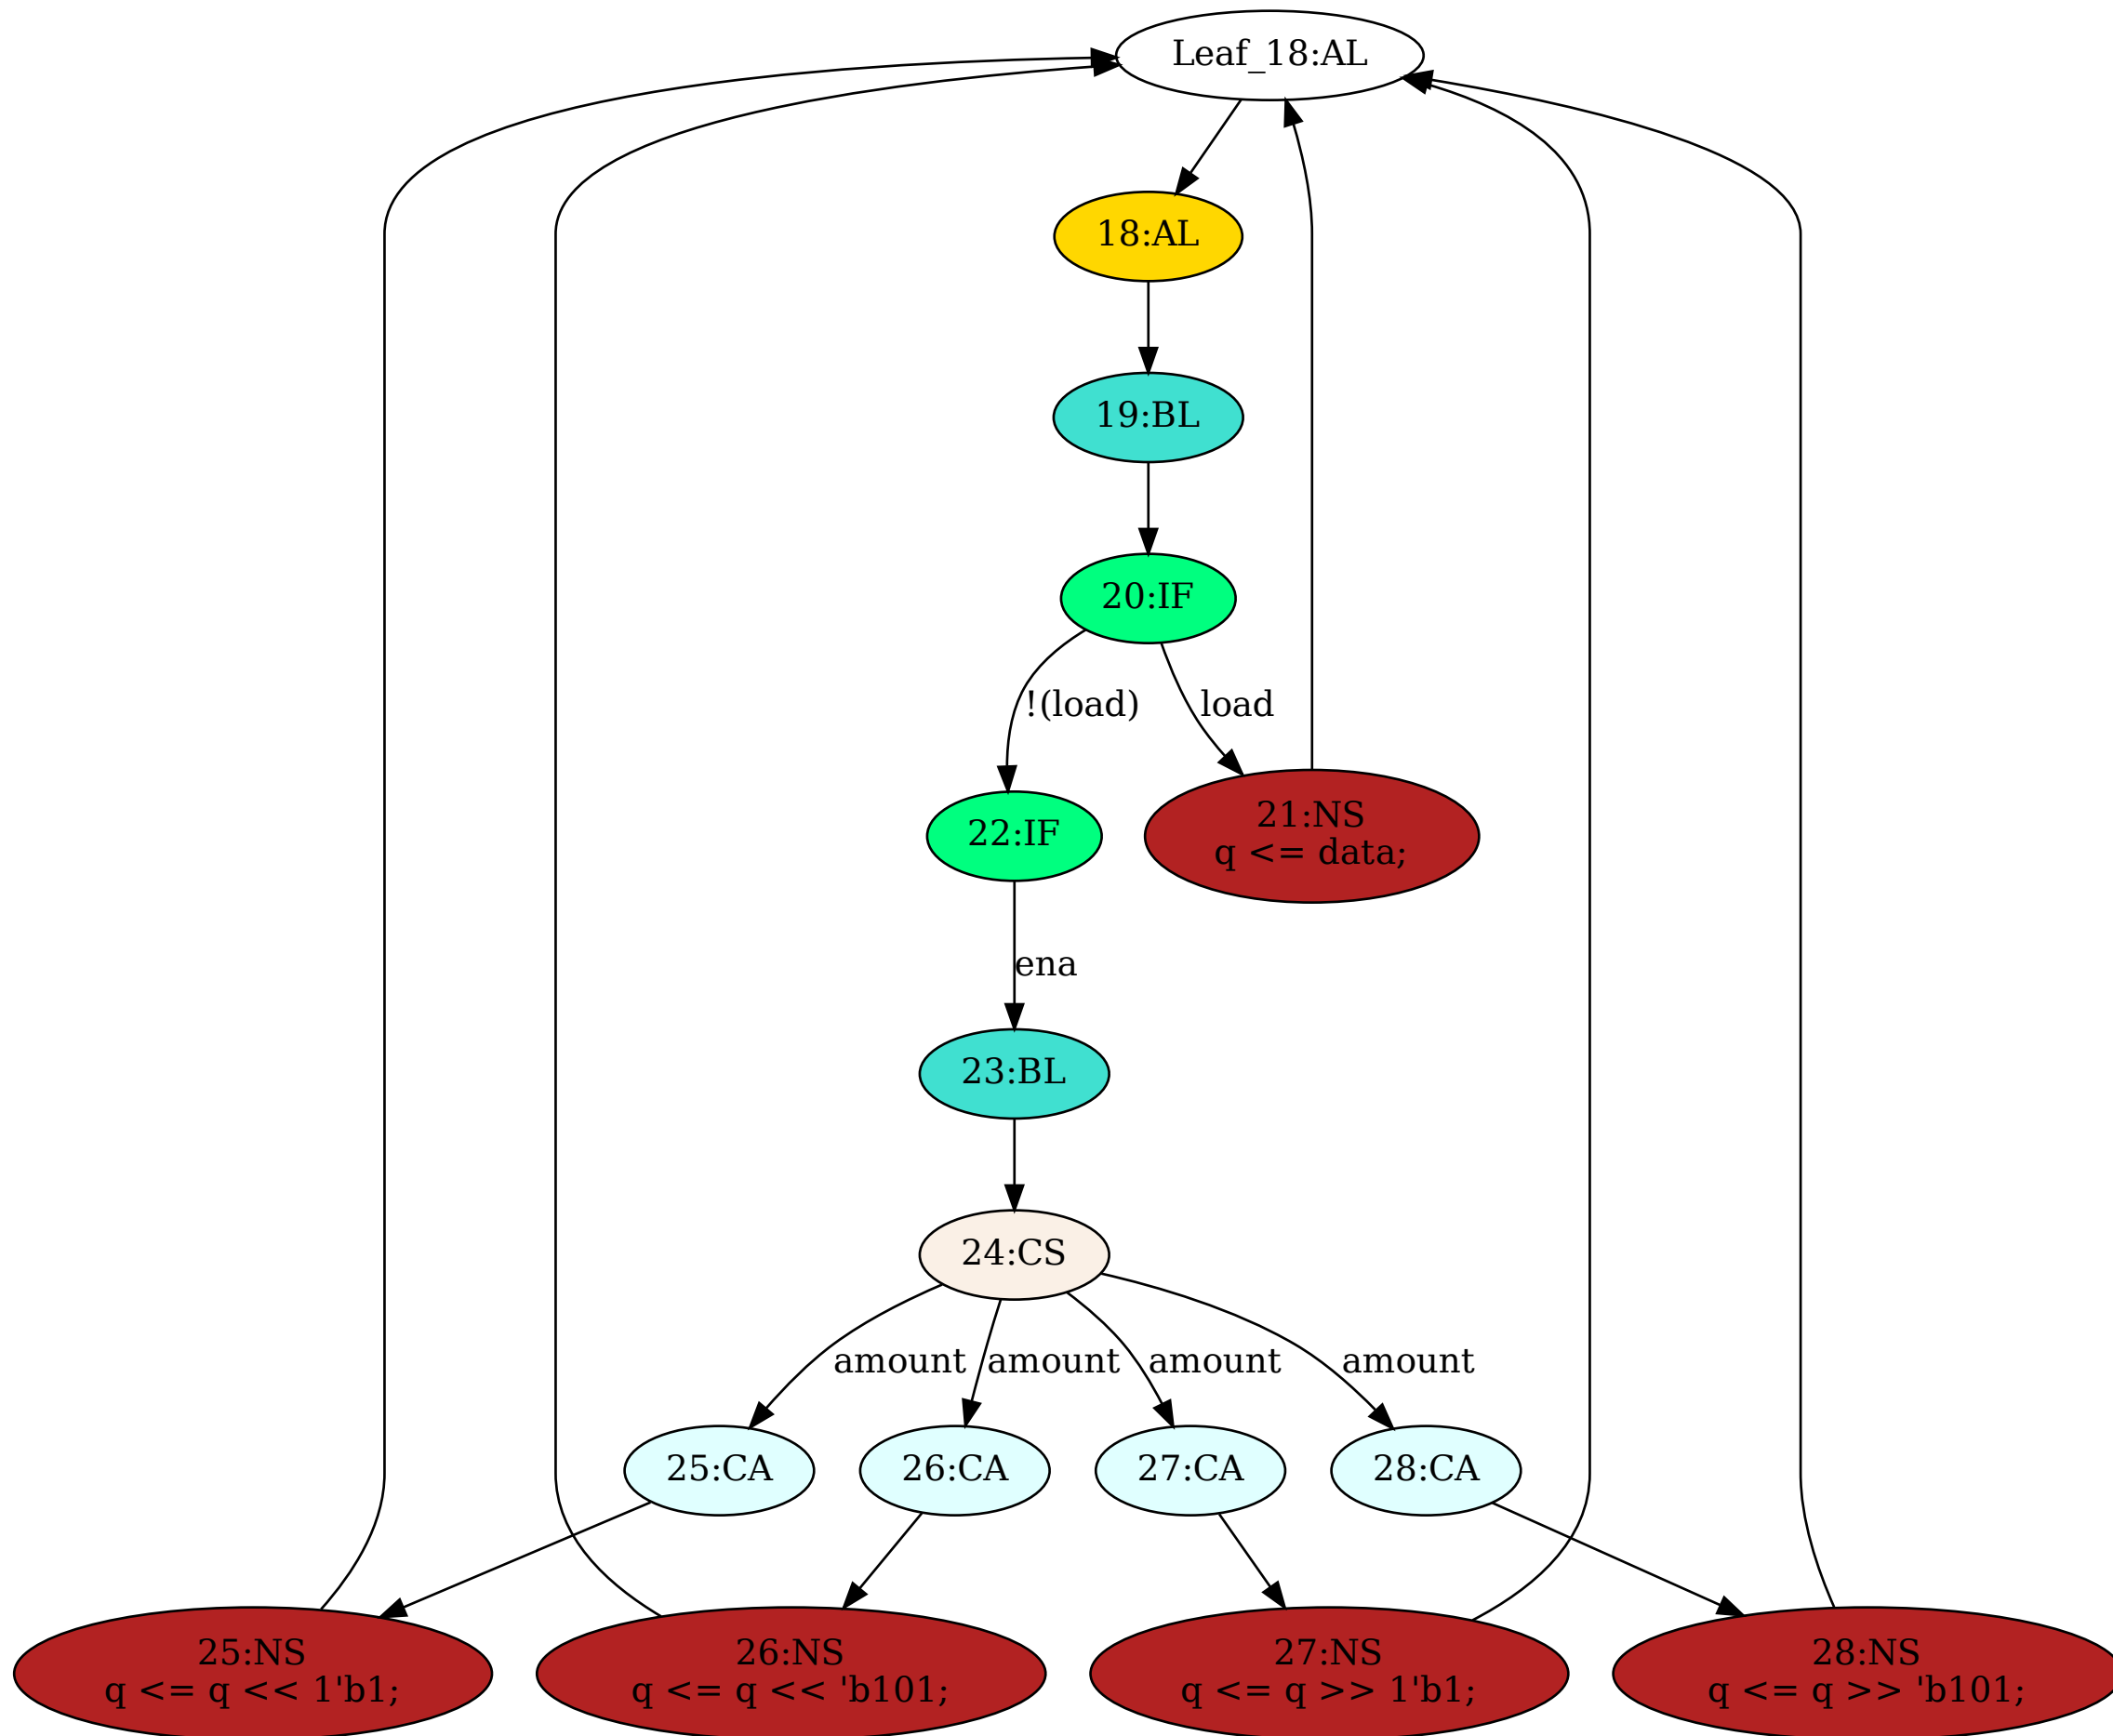 Leaf_18:AL
18:AL
19:BL
20:IF
!(load)
load
22:IF
21:NS
q <= data;
ena
23:BL
24:CS
amount
amount
amount
amount
25:CA
26:CA
27:CA
28:CA
25:NS
q <= q << 1'b1;
26:NS
q <= q << 'b101;
27:NS
q <= q >> 1'b1;
28:NS
q <= q >> 'b101;